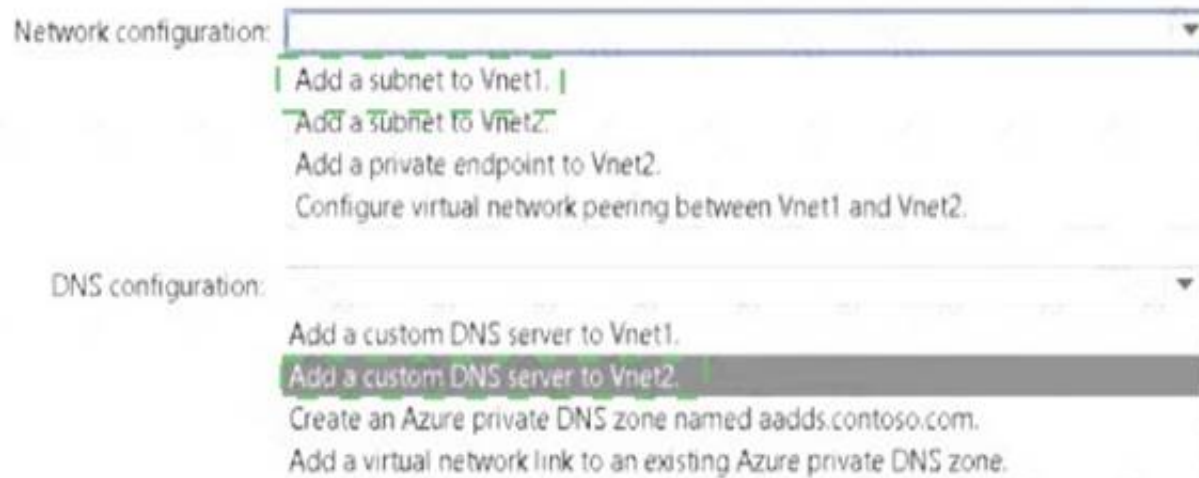 Network configuration:
Add a subnet to Vnet1.
Add a subnet to Vnet2.
Add a private endpoint to Vnet2.
Configure virtual network peering between Vnet1 and Vnet2.
DNS configuration:
Add a custom DNS server to Vnet1.
Add a custom DNS server to Vnet2.
Create an Azure private DNS zone named aadds.contoso.com.
Add a virtual network link to an existing Azure private DNS zone.